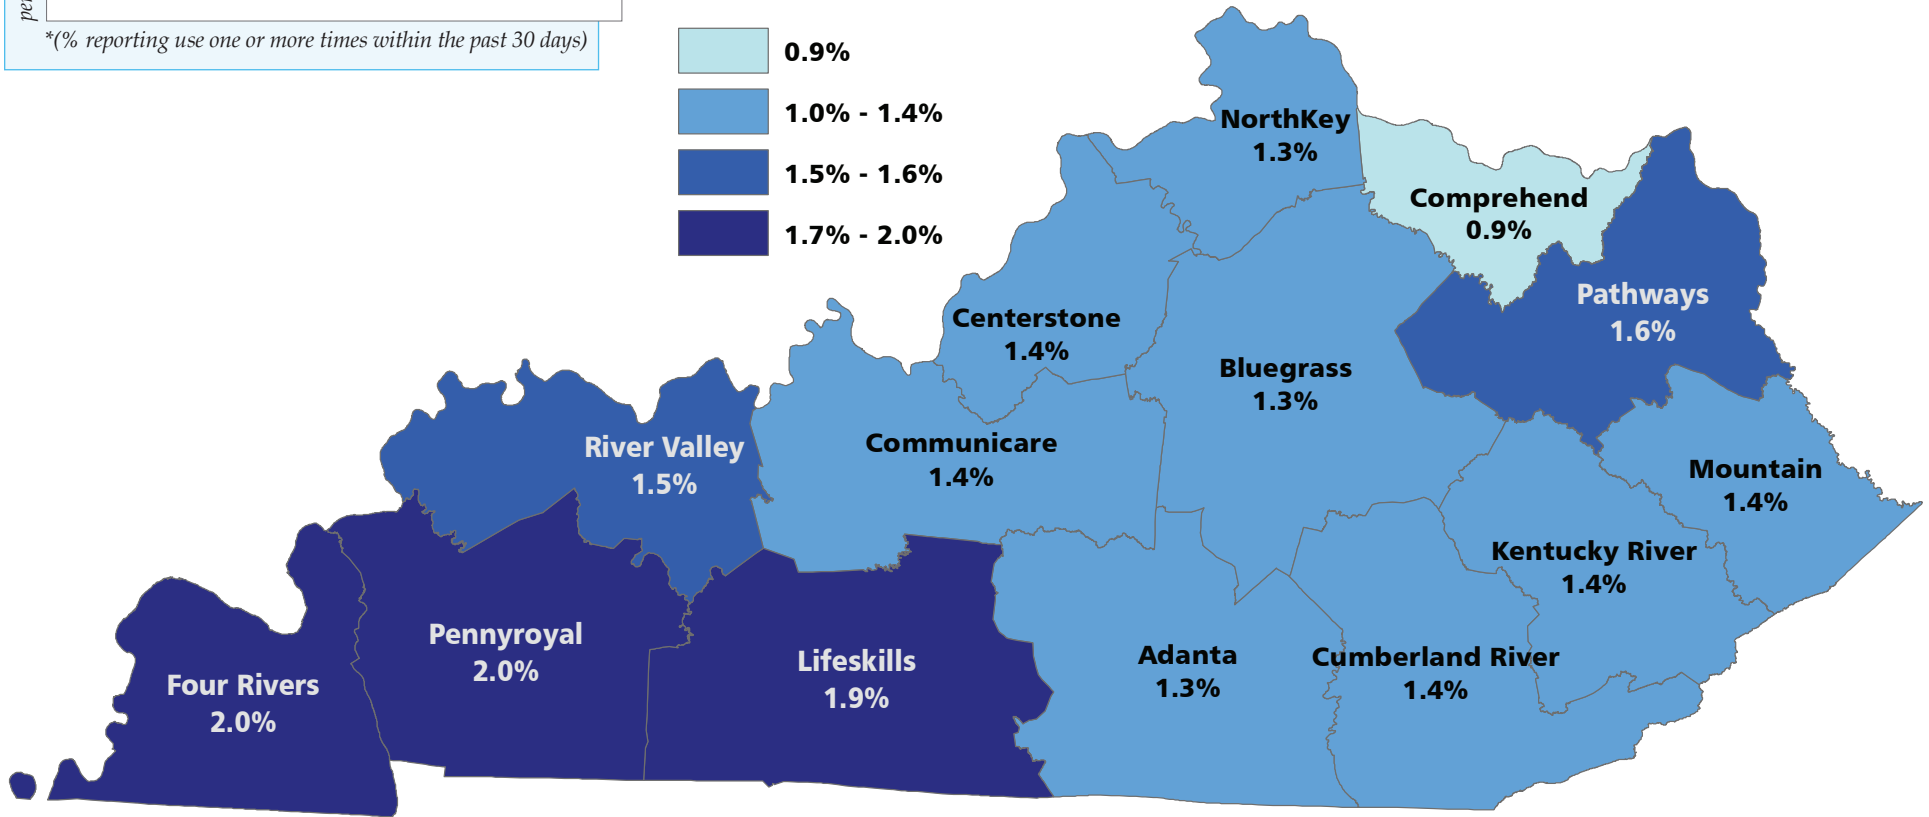 *(% reporting use one or more times within the past 30 days)
0.9%
1.0% - 1.4%
1.5% - 1.6%
1.7% - 2.0%
NorthKey
1.3%
Comprehend
0.9%
Pathways
1.6%
Centerstone
1.4%
Bluegrass
1.3%
River Valley
1.5%
Communicare
1.4%
Mountain
1.4%
Kentucky River
1.4%
Pennyroyal
2.0%
Lifeskills
1.9%
Adanta
1.3%
Cumberland River
1.4%
Four Rivers
2.0%